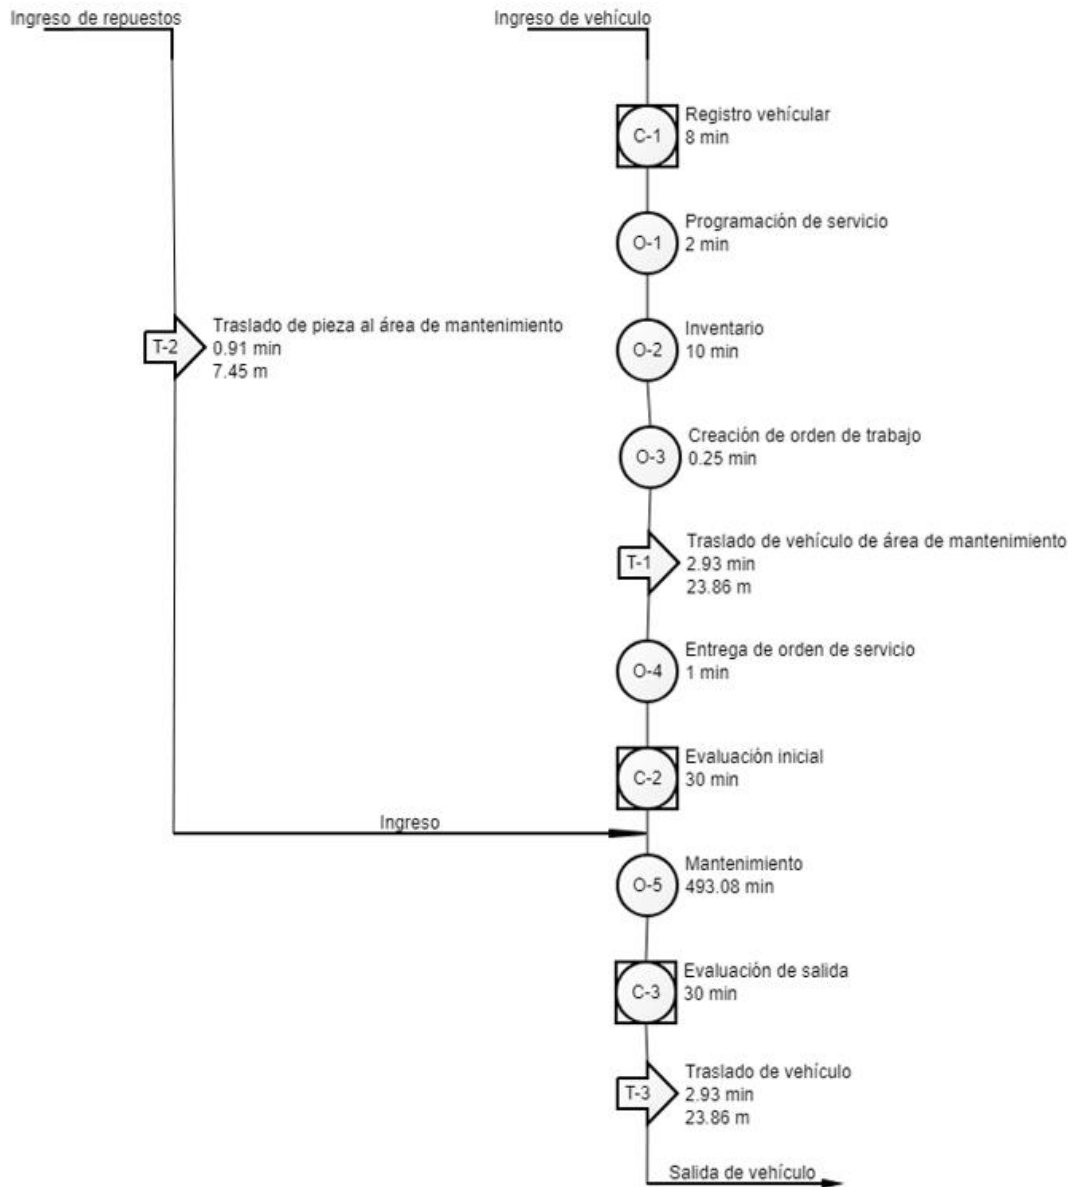 Ingreso de repuestos
Ingreso de vehículo
C-1
Registro vehícular
8 min
O-1
Programación de servicio
2 min
O-2
Inventario
10 min
T-2
Traslado de pieza al área de mantenimiento
0.91 min
7.45 m
O-3
Creación de orden de trabajo
0.25 min
T-1
Traslado de vehículo de área de mantenimiento
2.93 min
23.86 m
O-4
Entrega de orden de servicio
1 min
C-2
Evaluación inicial
30 min
Ingreso
O-5
Mantenimiento
493.08 min
C-3
Evaluación de salida
30 min
T-3
Traslado de vehículo
2.93 min
23.86 m
Salida de vehículo